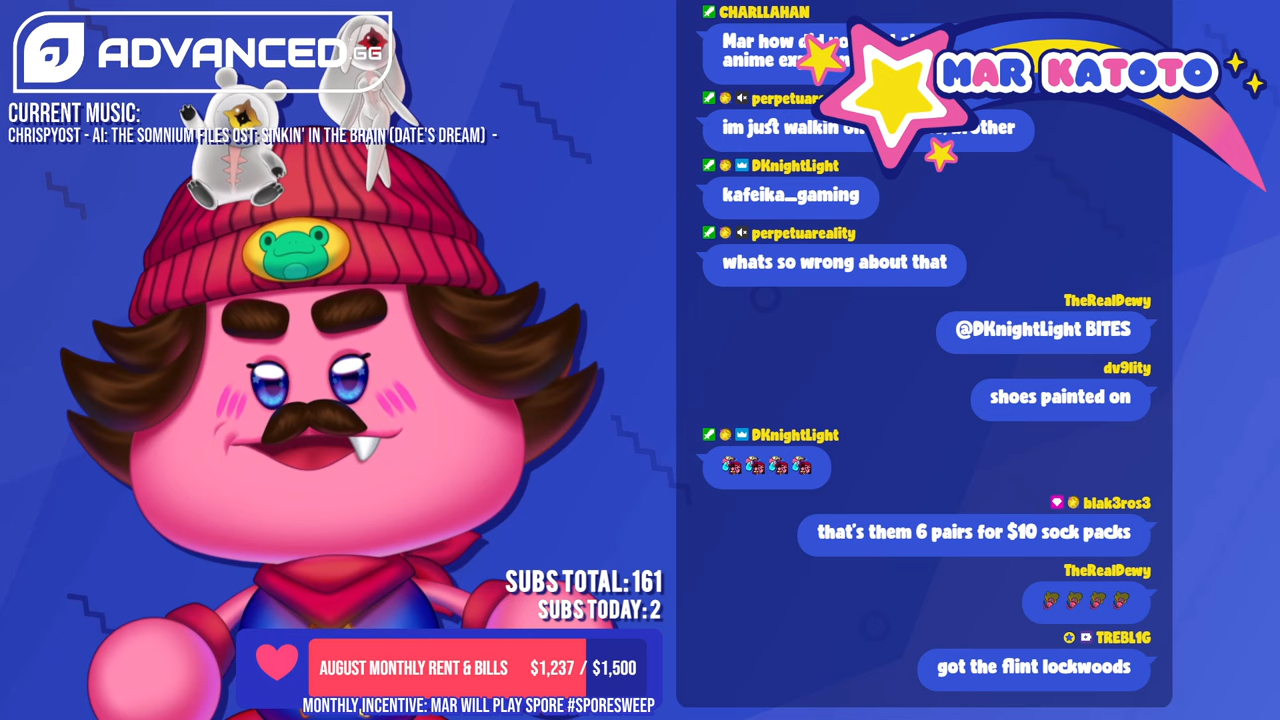 ADVANCED.GG
CURRENT MUSIC:
CHRISPYOST - AI: THE SOMNIUM FILES OST: SINKIN' IN THE BRAIN (DATE'S DREAM) -
SUBS TOTAL: 161
SUBS TODAY: 2
AUGUST MONTHLY RENT & BILLS $1,237 / $1,500
MONTHLY INCENTIVE: MAR WILL PLAY SPORE #SPORESWEEP
MAR KATOTO
CHARLLAHAN
Mar how did
anime
perpetuare
im just walkin
DKnightLight
kafeika_gaming
perpetuareality
whats so wrong about that
TheRealDewy
@DKnightLight BITES
dv9lity
shoes painted on
DKnightLight
blak3ros3
that's them 6 pairs for $10 sock packs
TheRealDewy
TREBL1G
got the flint lockwoods